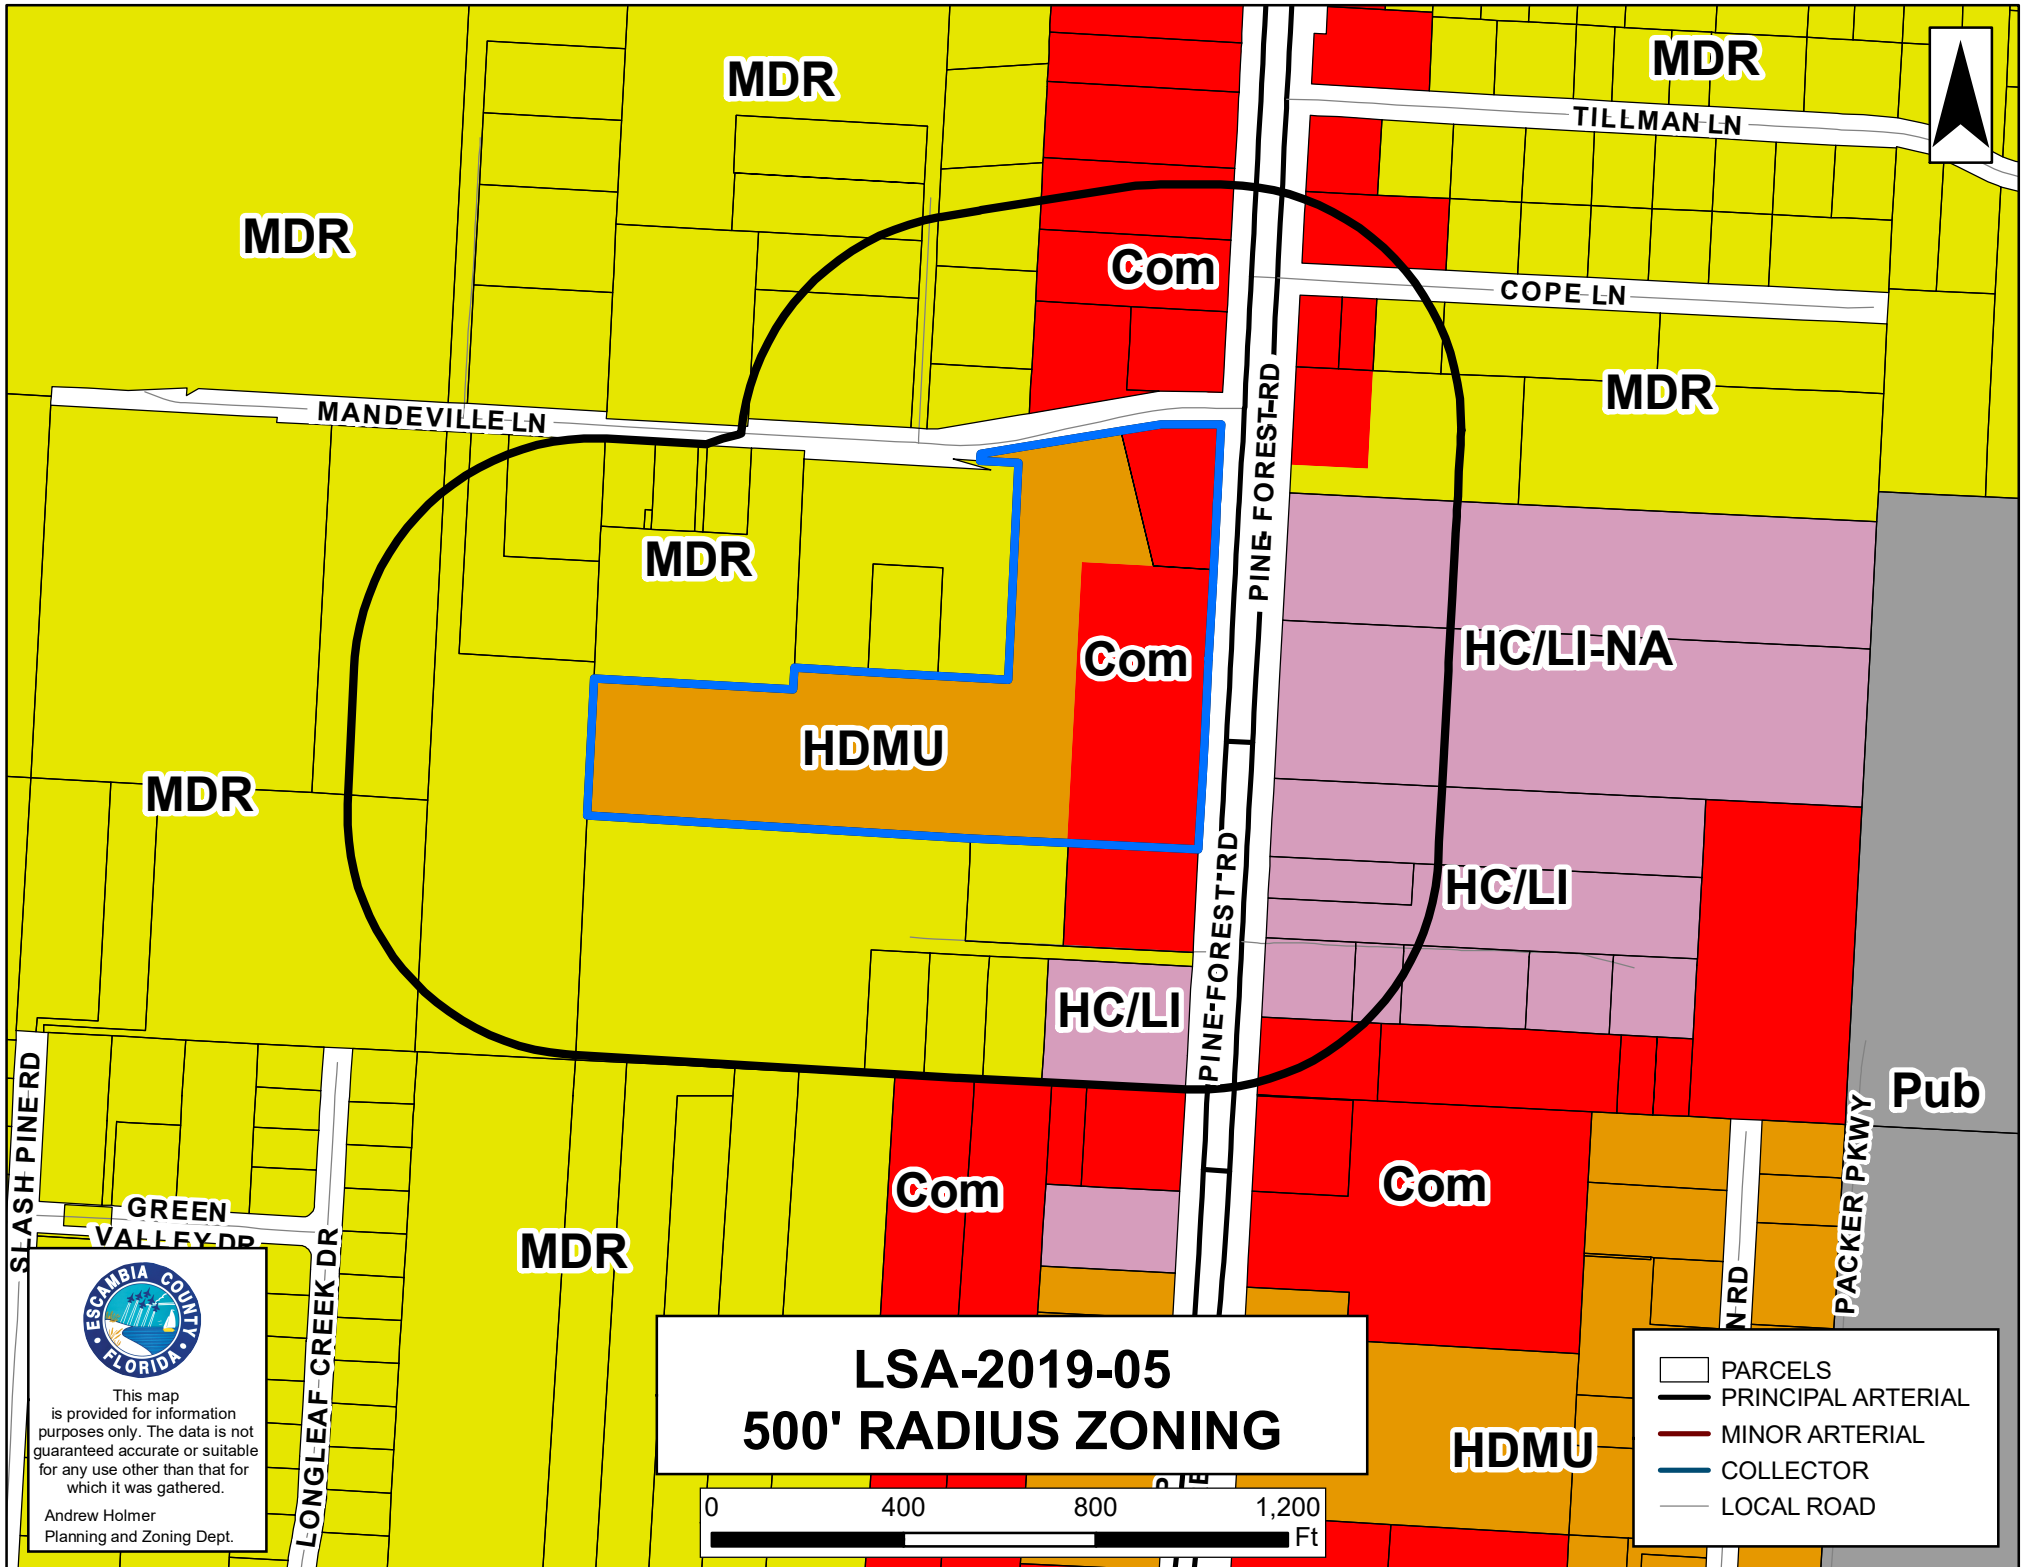 MDR
MDR
TILLMAN LN
MDR
Com
COPE LN
PINE FOREST RD
MDR
MANDEVILLE LN
MDR
Com
HC/LI-NA
HDMU
MDR
PINE FOREST RD
HC/LI
HC/LI
Pub
SLASH PINE RD
GREEN
VALLEY DR
LONGLEAF CREEK DR
MDR
Com
Com
PACKER PKWY
N RD
HDMU
ESCAMBIA COUNTY
FLORIDA
This map
is provided for information
purposes only. The data is not
guaranteed accurate or suitable
for any use other than that for
which it was gathered.
Andrew Holmer
Planning and Zoning Dept.
LSA-2019-05
500' RADIUS ZONING
0 400 800 1,200
Ft
PARCELS
PRINCIPAL ARTERIAL
MINOR ARTERIAL
COLLECTOR
LOCAL ROAD